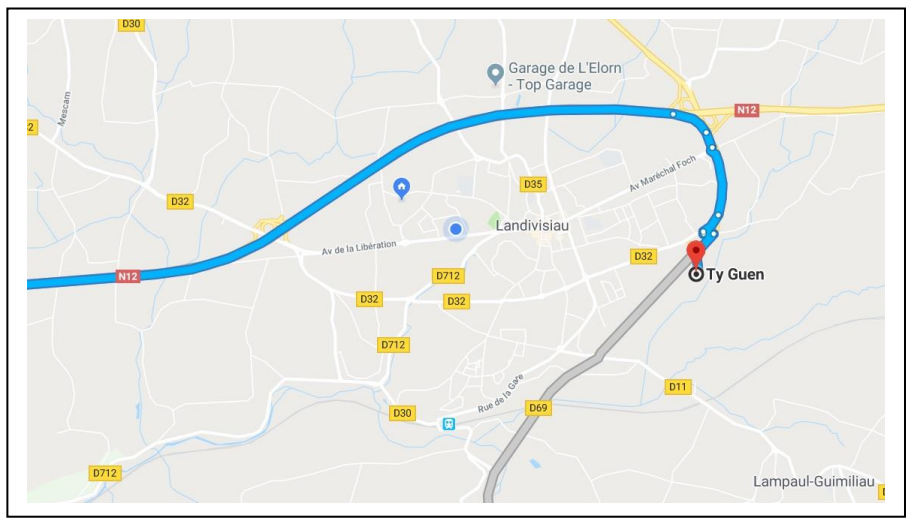 D30
Garage de L'Elorn
- Top Garage
N12
Mescam
2
Av Maréchal Foch
D35
D32
Landivisiau
Av de la Libération
D32
N12
D712
Ty Guen
D32
D32
D712
D11
Rue de la Gare
D30
D69
D712
Lampaul-Guimiliau